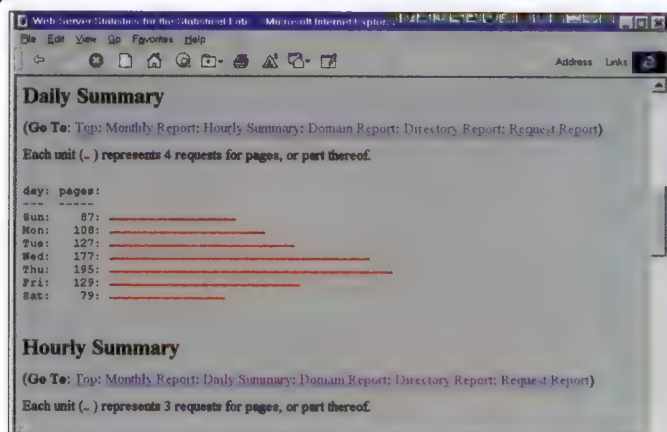 Web Server Statistics for the Statistical Lab Microsoft Internet Explor
File Edit View Go Favorites Help
Address Links
Daily Summary
(Go To: Top: Monthly Report: Hourly Summary: Domain Report: Directory Report: Request Report)
Each unit ( ) represents 4 requests for pages, or part thereof.
day: pages:
--- -----
Sun: 87:
Mon: 108:
Tue: 127:
Wed: 177:
Thu: 195:
Fri: 129:
Sat: 79:
Hourly Summary
(Go To: Top: Monthly Report: Daily Summary: Domain Report: Directory Report: Request Report)
Each unit ( ) represents 3 requests for pages, or part thereof.